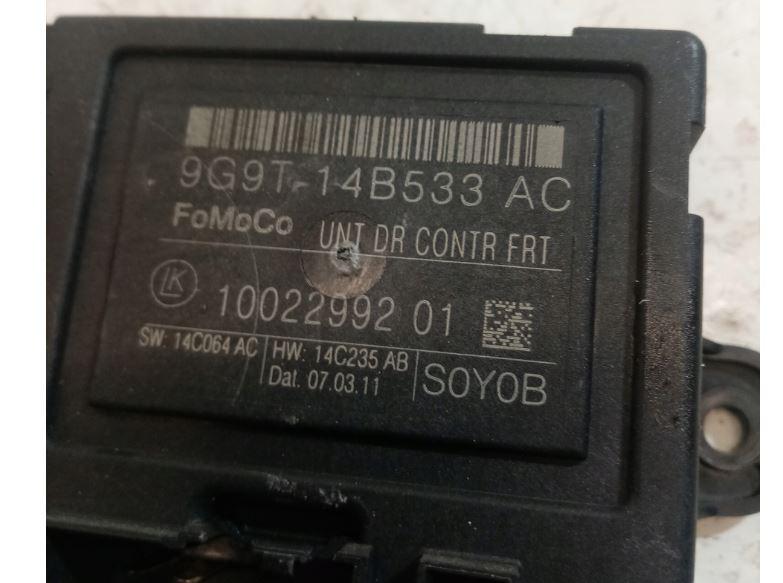 9G9T-14B533 AC
FoMoCo UNT DR CONTR FRT
LK 10022992 01
SW: 14C064 AC HW: 14C235 AB
Dat. 07.03.11 S0Y0B